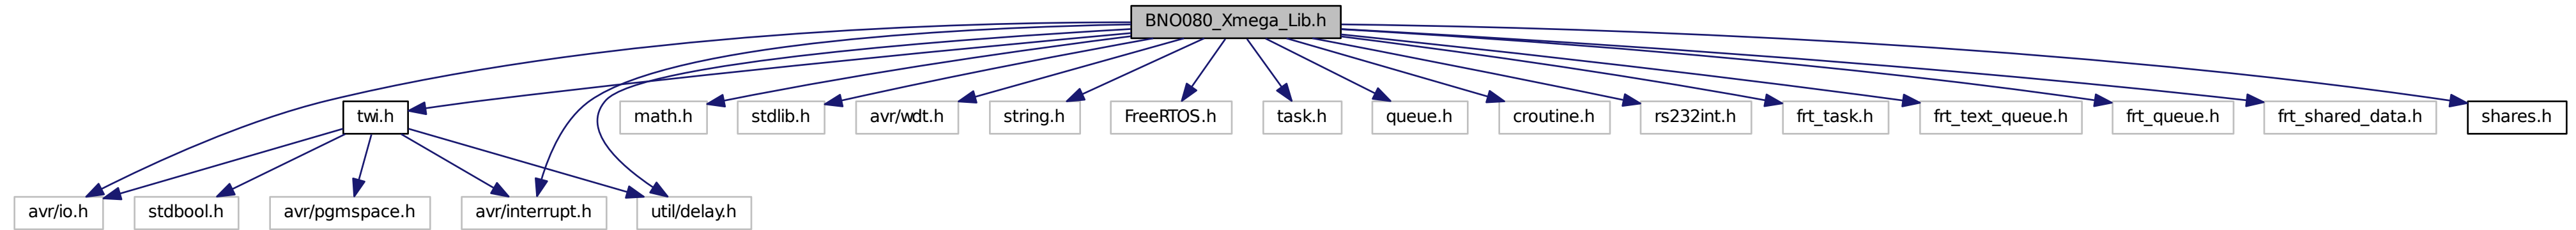 BNO080_Xmega_Lib.h
twi.h
math.h
stdlib.h
avr/wdt.h
string.h
FreeRTOS.h
task.h
queue.h
croutine.h
rs232int.h
frt_task.h
frt_text_queue.h
frt_queue.h
frt_shared_data.h
shares.h
avr/io.h
stdbool.h
avr/pgmspace.h
avr/interrupt.h
util/delay.h